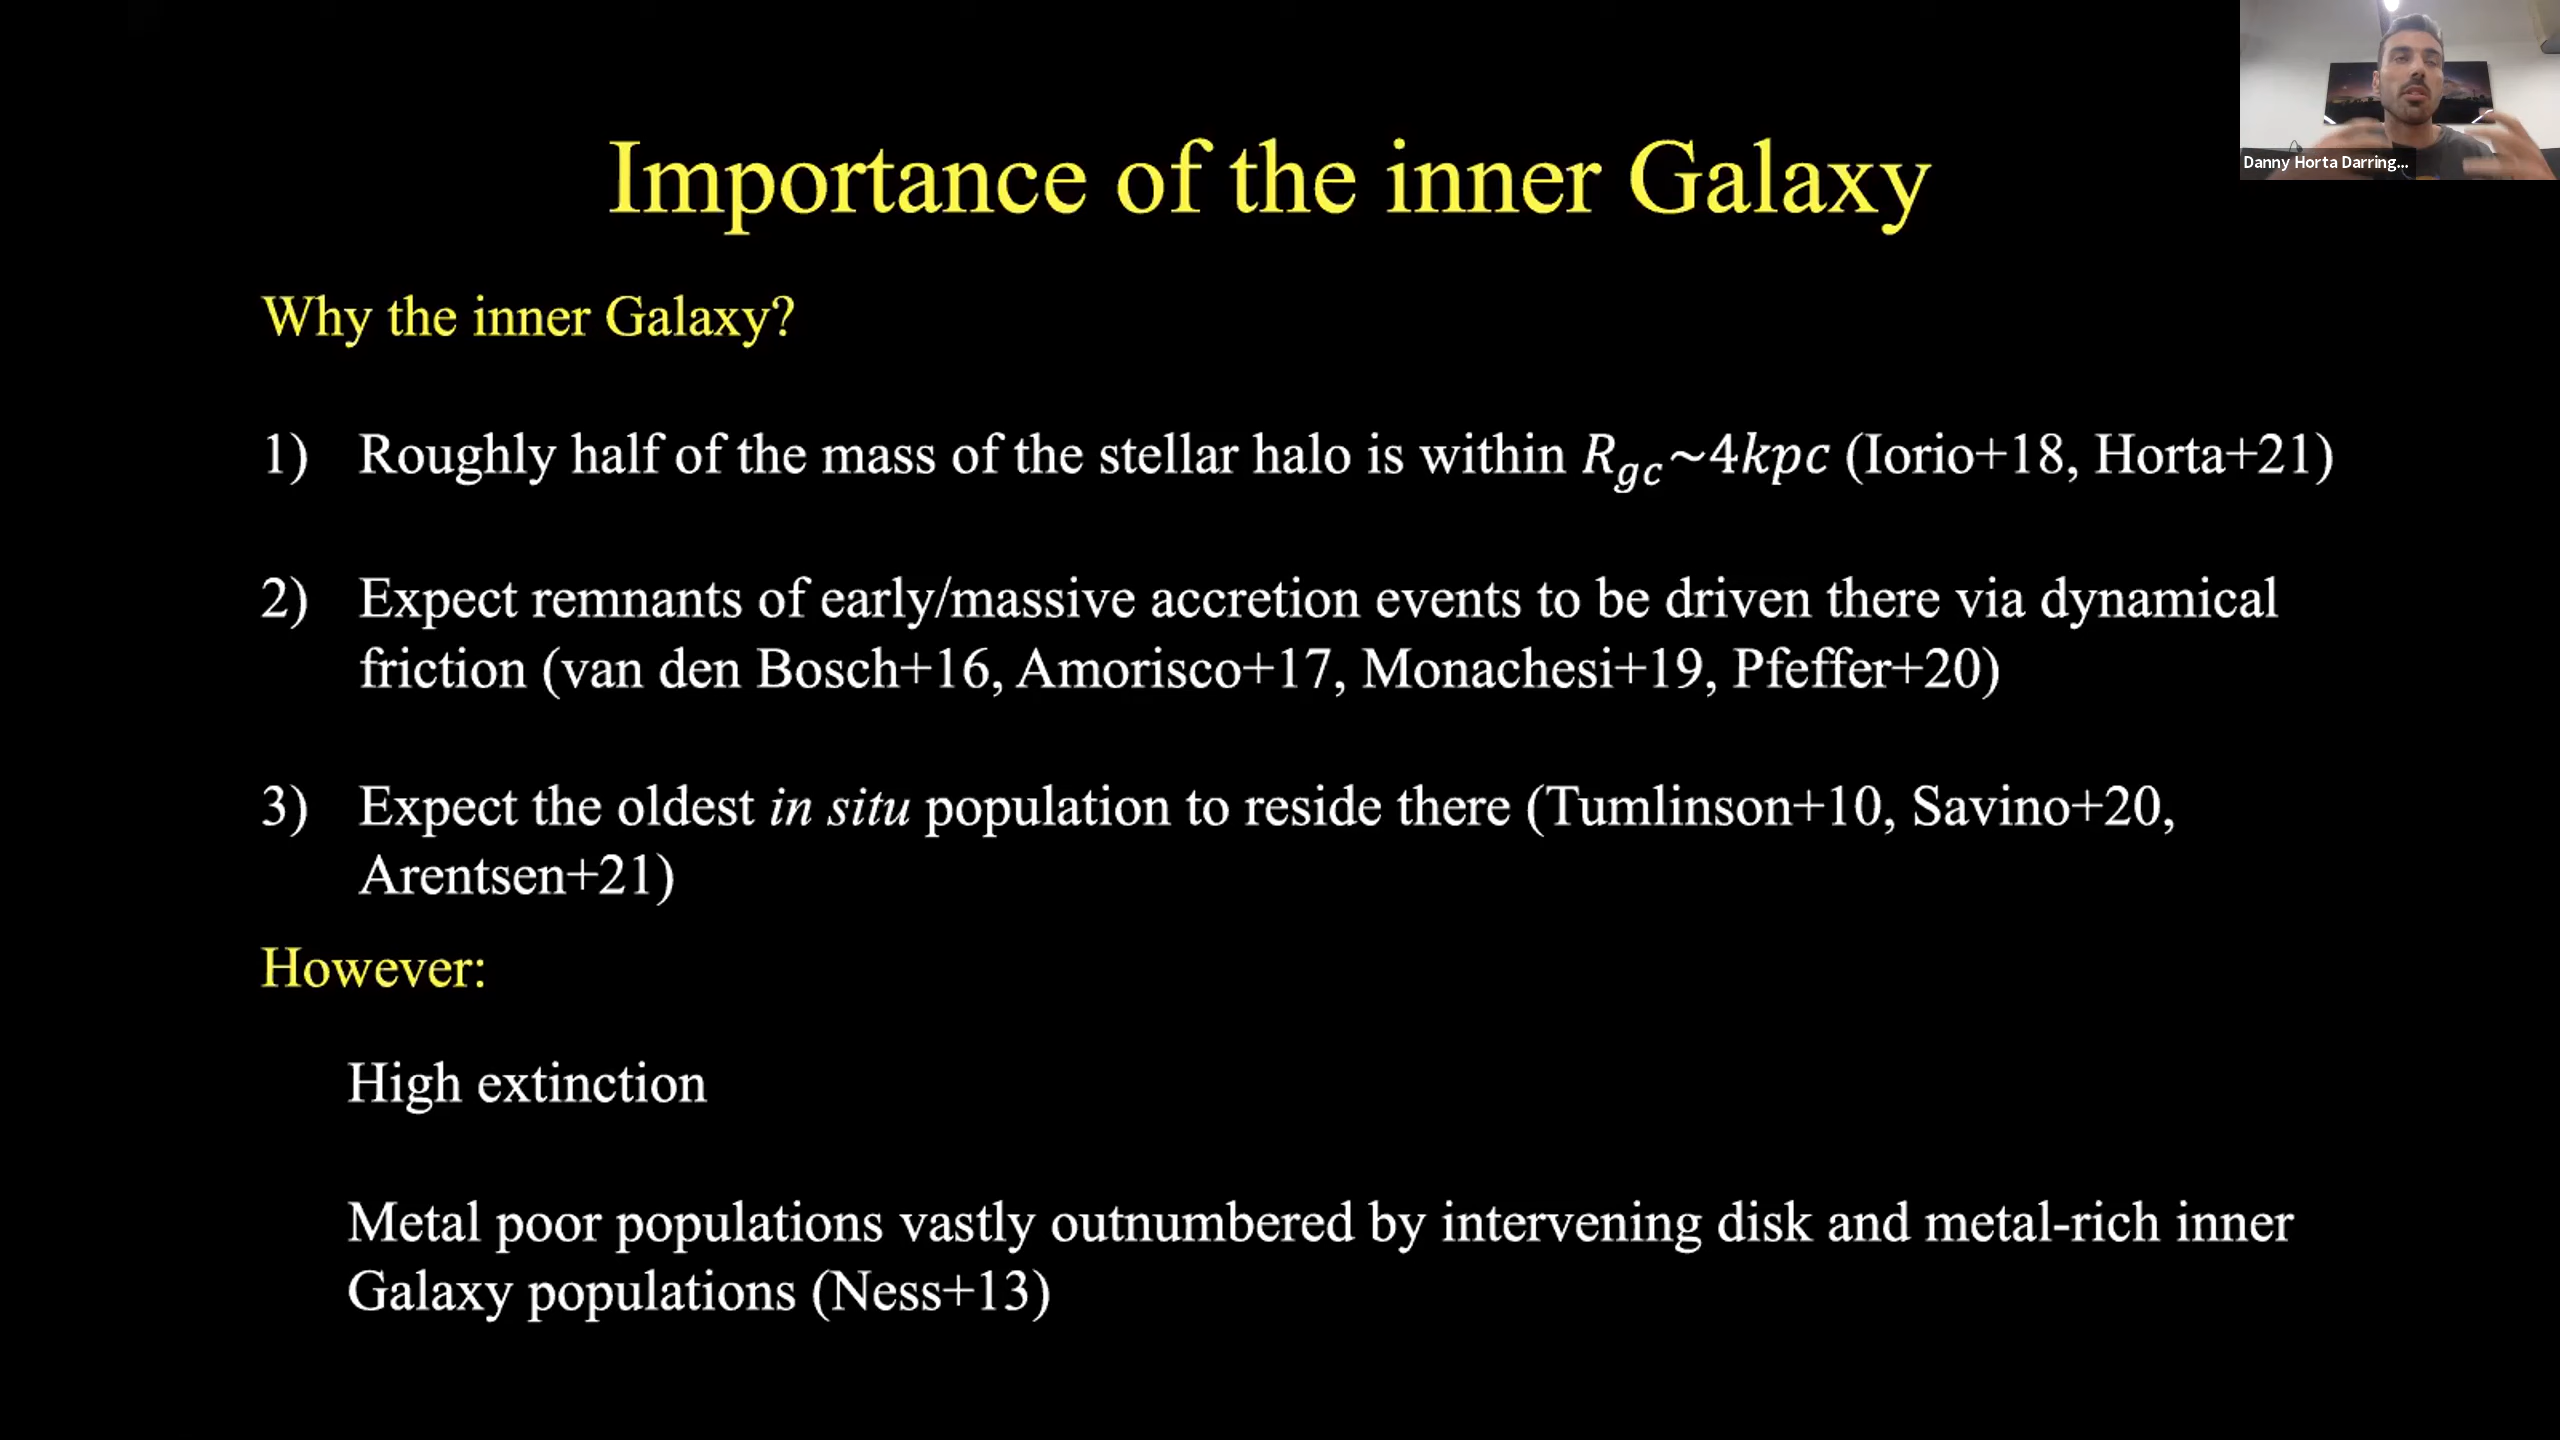 Importance of the inner Galaxy
Danny Horta Darring...
Why the inner Galaxy?
1) Roughly half of the mass of the stellar halo is within R_gc~4kpc (Iorio+18, Horta+21)
2) Expect remnants of early/massive accretion events to be driven there via dynamical
friction (van den Bosch+16, Amorisco+17, Monachesi+19, Pfeffer+20)
3) Expect the oldest in situ population to reside there (Tumlinson+10, Savino+20,
Arentsen+21)
However:
High extinction
Metal poor populations vastly outnumbered by intervening disk and metal-rich inner
Galaxy populations (Ness+13)